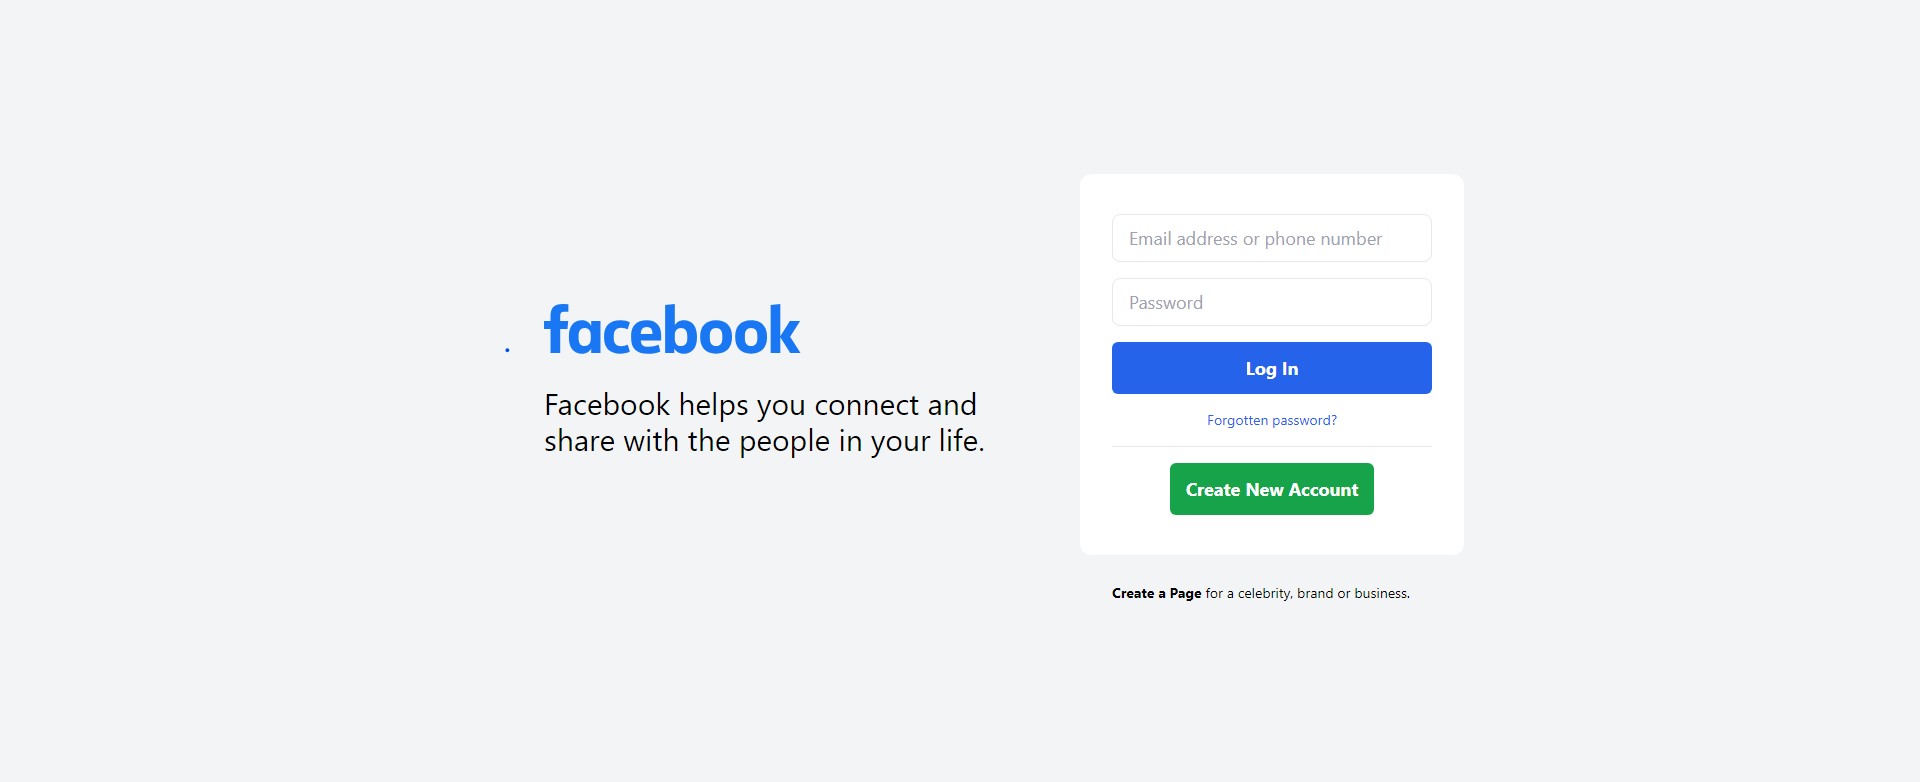 facebook
Facebook helps you connect and
share with the people in your life.
Email address or phone number
Password
Log In
Forgotten password?
Create New Account
Create a Page for a celebrity, brand or business.